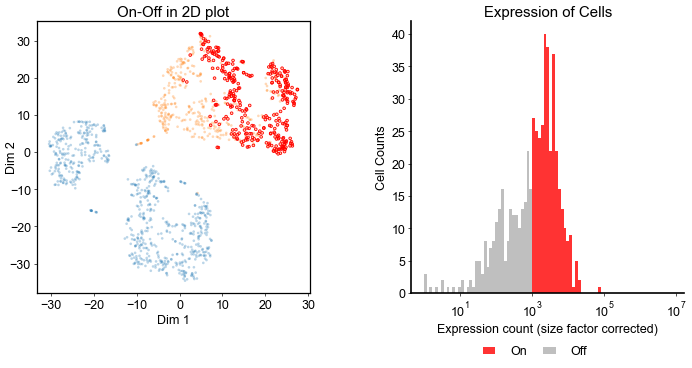 On-Off in 2D plot
Dim 2
30
20
10
0
−10
−20
−30
−30 −20 −10 0 10 20 30
Dim 1
Expression of Cells
Cell Counts
40
35
30
25
20
15
10
5
0
10^1 10^3 10^5 10^7
Expression count (size factor corrected)
On Off